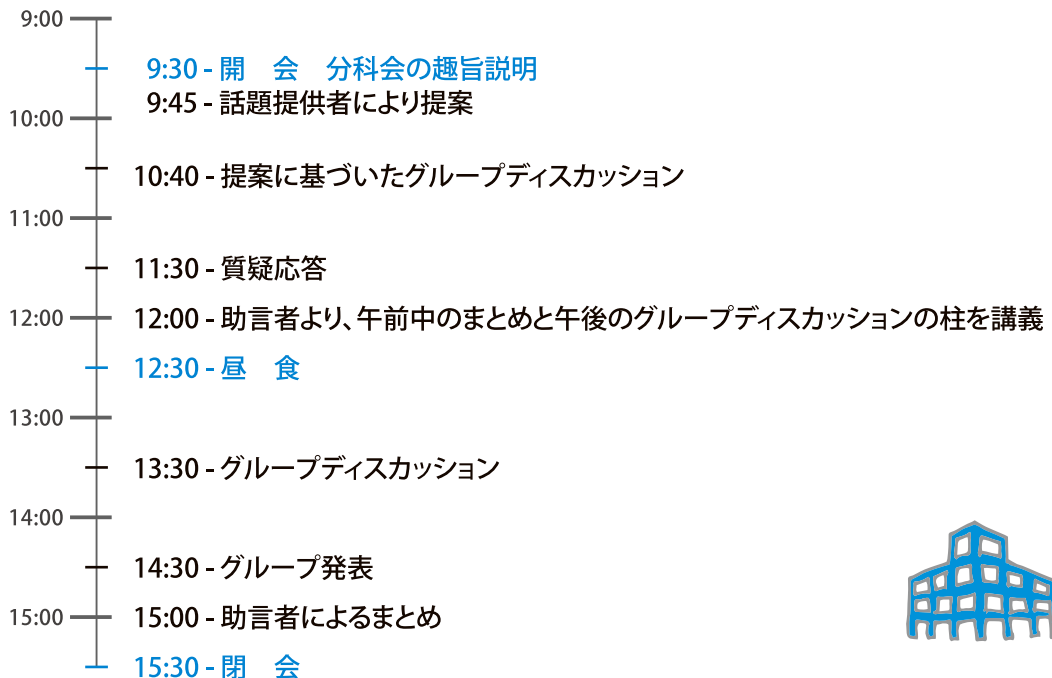 9:00
9:30 - 開　会　分科会の趣旨説明
9:45 - 話題提供者により提案
10:00
10:40 - 提案に基づいたグループディスカッション
11:00
11:30 - 質疑応答
12:00
12:00 - 助言者より、午前中のまとめと午後のグループディスカッションの柱を講義
12:30 - 昼　食
13:00
13:30 - グループディスカッション
14:00
14:30 - グループ発表
15:00
15:00 - 助言者によるまとめ
15:30 - 閉　会